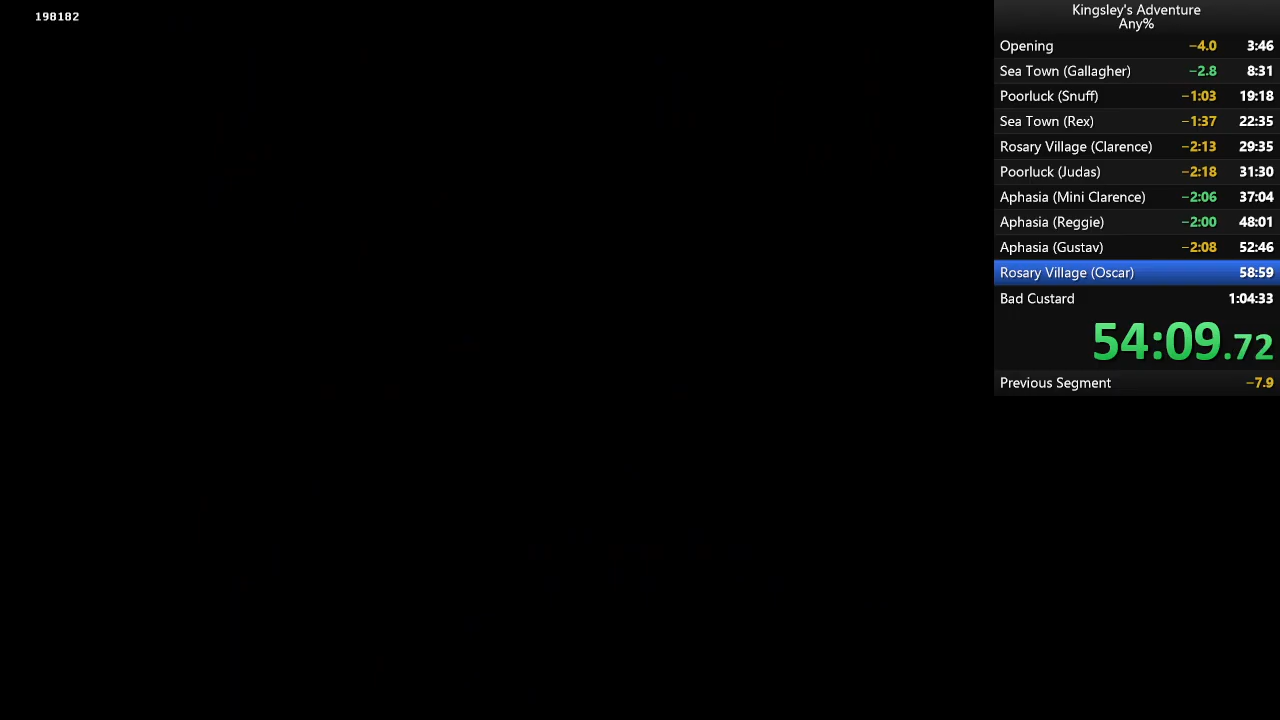 198182
Kingsley's Adventure
Any%
Opening −4.0 3:46
Sea Town (Gallagher) −2.8 8:31
Poorluck (Snuff) −1:03 19:18
Sea Town (Rex) −1:37 22:35
Rosary Village (Clarence) −2:13 29:35
Poorluck (Judas) −2:18 31:30
Aphasia (Mini Clarence) −2:06 37:04
Aphasia (Reggie) −2:00 48:01
Aphasia (Gustav) −2:08 52:46
Rosary Village (Oscar) 58:59
Bad Custard 1:04:33
54:09.72
Previous Segment −7.9